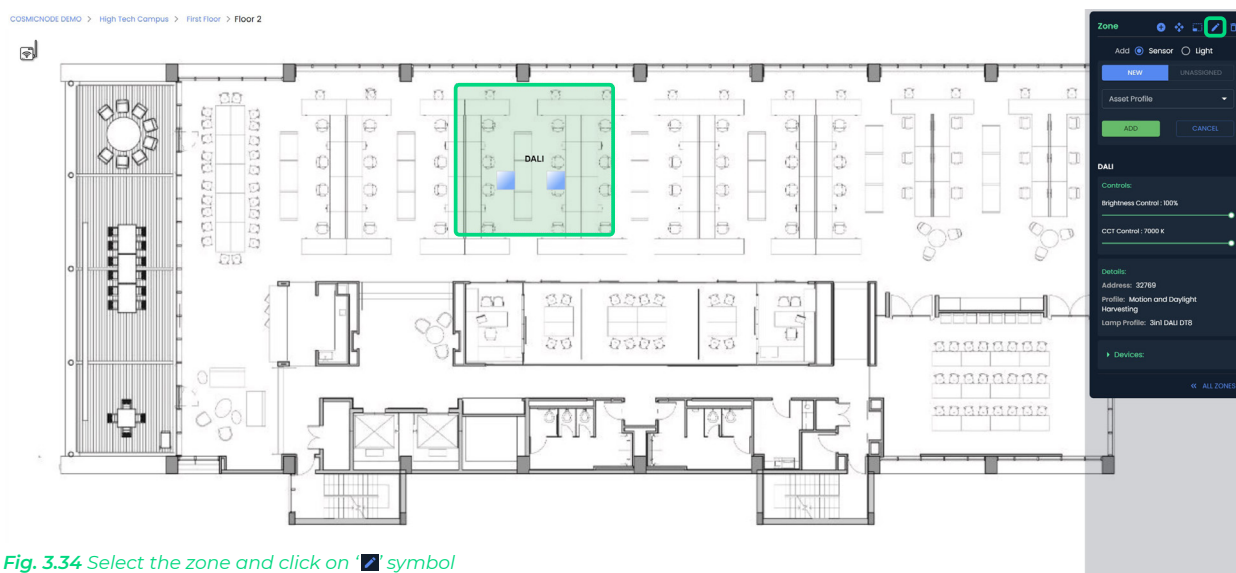 COSMICNODE DEMO > High Tech Campus > First Floor > Floor 2
Zone
Add Sensor Light
NEW UNASSIGNED
Asset Profile
ADD CANCEL
DALI
DALI
Controls:
Brightness Control : 100%
CCT Control : 7000 K
Details:
Address: 32769
Profile: Motion and Daylight
Harvesting
Lamp Profile: 3in1 DALI DT8
Devices:
« ALL ZONES
Fig. 3.34 Select the zone and click on ‘ ’ symbol